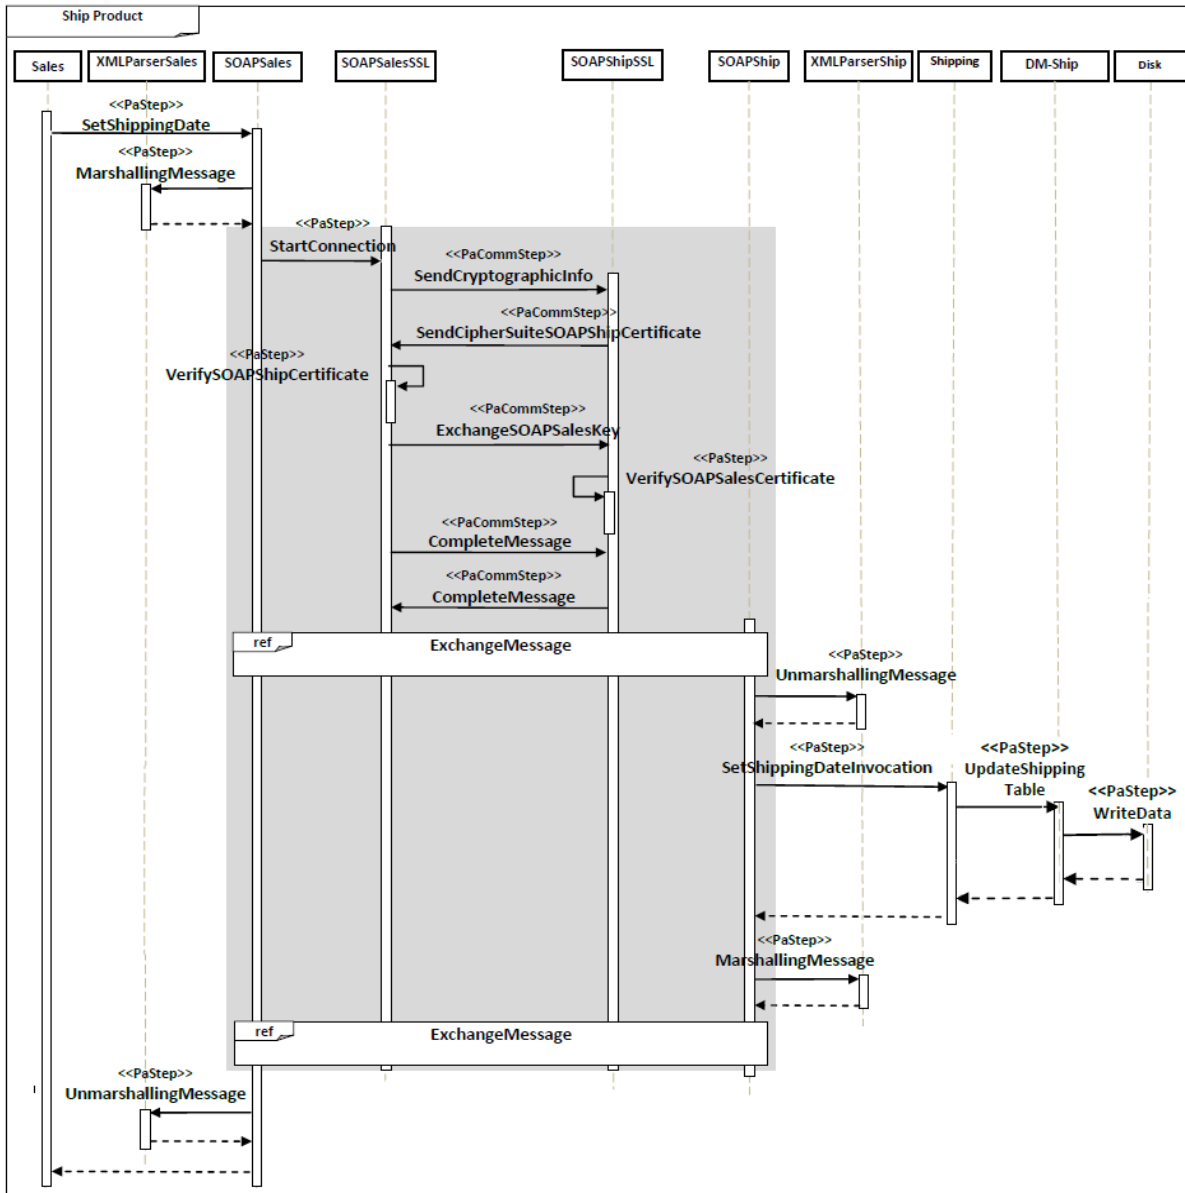 Ship Product
Sales
XMLParserSales
SOAPSales
SOAPSalesSSL
SOAPShipSSL
SOAPShip
XMLParserShip
Shipping
DM-Ship
Disk
<<PaStep>>
SetShippingDate
<<PaStep>>
MarshallingMessage
<<PaStep>>
StartConnection
<<PaCommStep>>
SendCryptographicInfo
<<PaCommStep>>
SendCipherSuiteSOAPShipCertificate
<<PaStep>>
VerifySOAPShipCertificate
<<PaCommStep>>
ExchangeSOAPSalesKey
<<PaStep>>
VerifySOAPSalesCertificate
<<PaCommStep>>
CompleteMessage
<<PaCommStep>>
CompleteMessage
ref
ExchangeMessage
<<PaStep>>
UnmarshallingMessage
<<PaStep>>
SetShippingDateInvocation
<<PaStep>>
UpdateShipping
Table
<<PaStep>>
WriteData
<<PaStep>>
MarshallingMessage
ref
ExchangeMessage
<<PaStep>>
UnmarshallingMessage